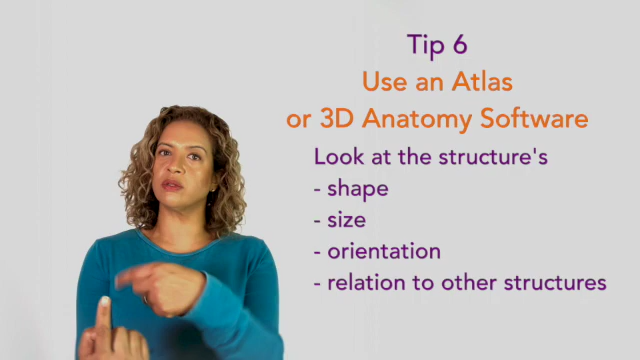 Tip 6
Use an Atlas
or 3D Anatomy Software
Look at the structure's
- shape
- size
- orientation
- relation to other structures